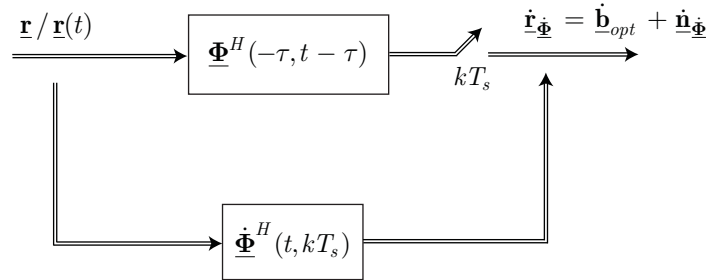 r / r(t)
Φ^H(−τ, t − τ)
kT_s
ṙ_Φ̇ = ḃ_opt + ṅ_Φ̇
Φ̇^H(t, kT_s)